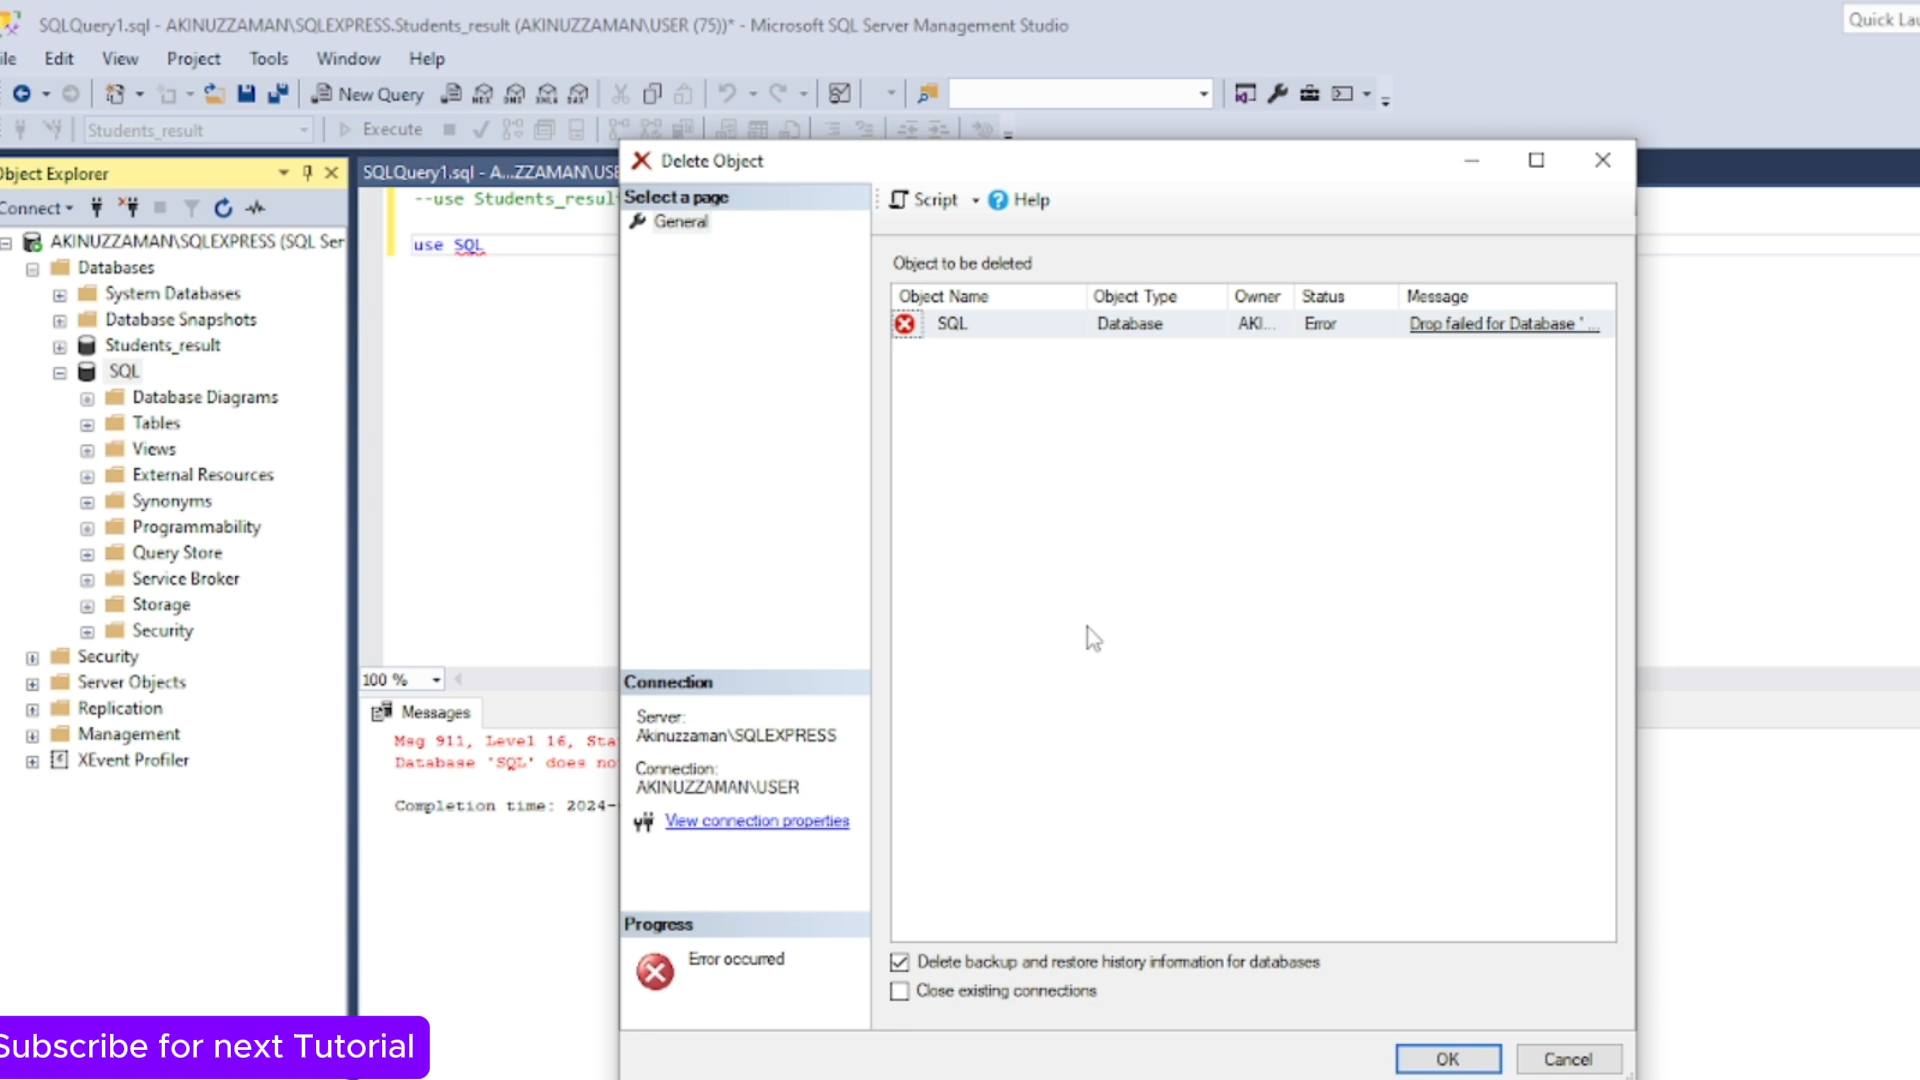 SQLQuery1.sql - AKINUZZAMAN\SQLEXPRESS.Students_result (AKINUZZAMAN\USER (75))* - Microsoft SQL Server Management Studio
Quick Lau
ile Edit View Project Tools Window Help
New Query
Students_result
Execute
Object Explorer
Connect
AKINUZZAMAN\SQLEXPRESS (SQL Ser
Databases
System Databases
Database Snapshots
Students_result
SQL
Database Diagrams
Tables
Views
External Resources
Synonyms
Programmability
Query Store
Service Broker
Storage
Security
Security
Server Objects
Replication
Management
XEvent Profiler
SQLQuery1.sql - A...ZZAMAN\USE
--use Students_resul
use SQL
100 %
Messages
Msg 911, Level 16, Sta
Database 'SQL' does no
Completion time: 2024-
Delete Object
Select a page
General
Script Help
Object to be deleted
Object Name Object Type Owner Status Message
SQL Database AKI... Error Drop failed for Database ' ...
Connection
Server:
Akinuzzaman\SQLEXPRESS
Connection:
AKINUZZAMAN\USER
View connection properties
Progress
Error occurred
Delete backup and restore history information for databases
Close existing connections
OK Cancel
Subscribe for next Tutorial